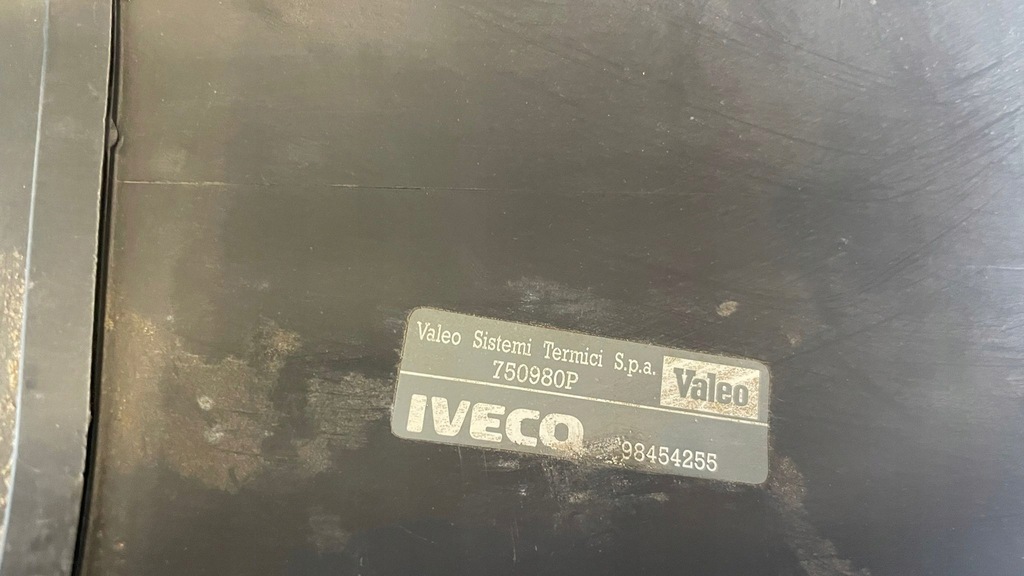 Valeo Sistemi Termici S.p.a.
750980P
Valeo
IVECO 98454255